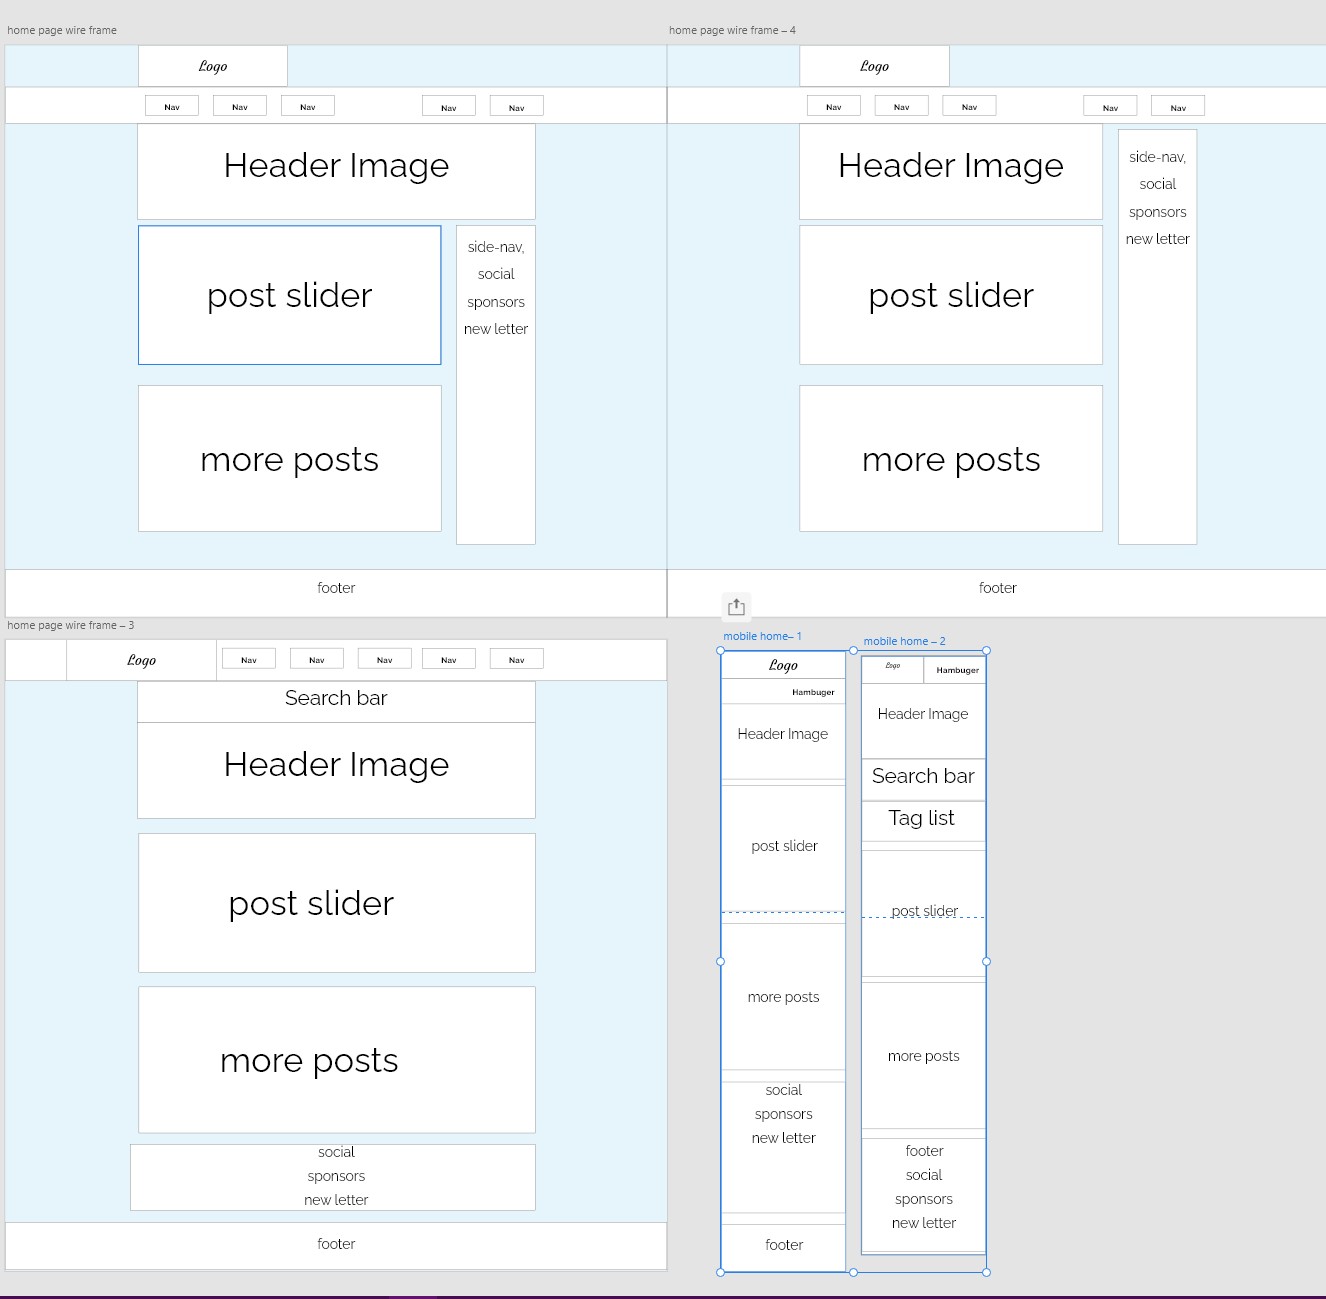 home page wire frame
Logo
Nav
Nav
Nav
Nav
Nav
Header Image
post slider
side-nav,
social
sponsors
new letter
more posts
footer
home page wire frame – 4
Logo
Nav
Nav
Nav
Nav
Nav
Header Image
side-nav,
social
sponsors
new letter
post slider
more posts
footer
home page wire frame – 3
Logo
Nav
Nav
Nav
Nav
Nav
Search bar
Header Image
post slider
more posts
social
sponsors
new letter
footer
mobile home– 1
Logo
Hambuger
Header Image
post slider
more posts
social
sponsors
new letter
footer
mobile home – 2
Logo
Hambuger
Header Image
Search bar
Tag list
post slider
more posts
footer
social
sponsors
new letter